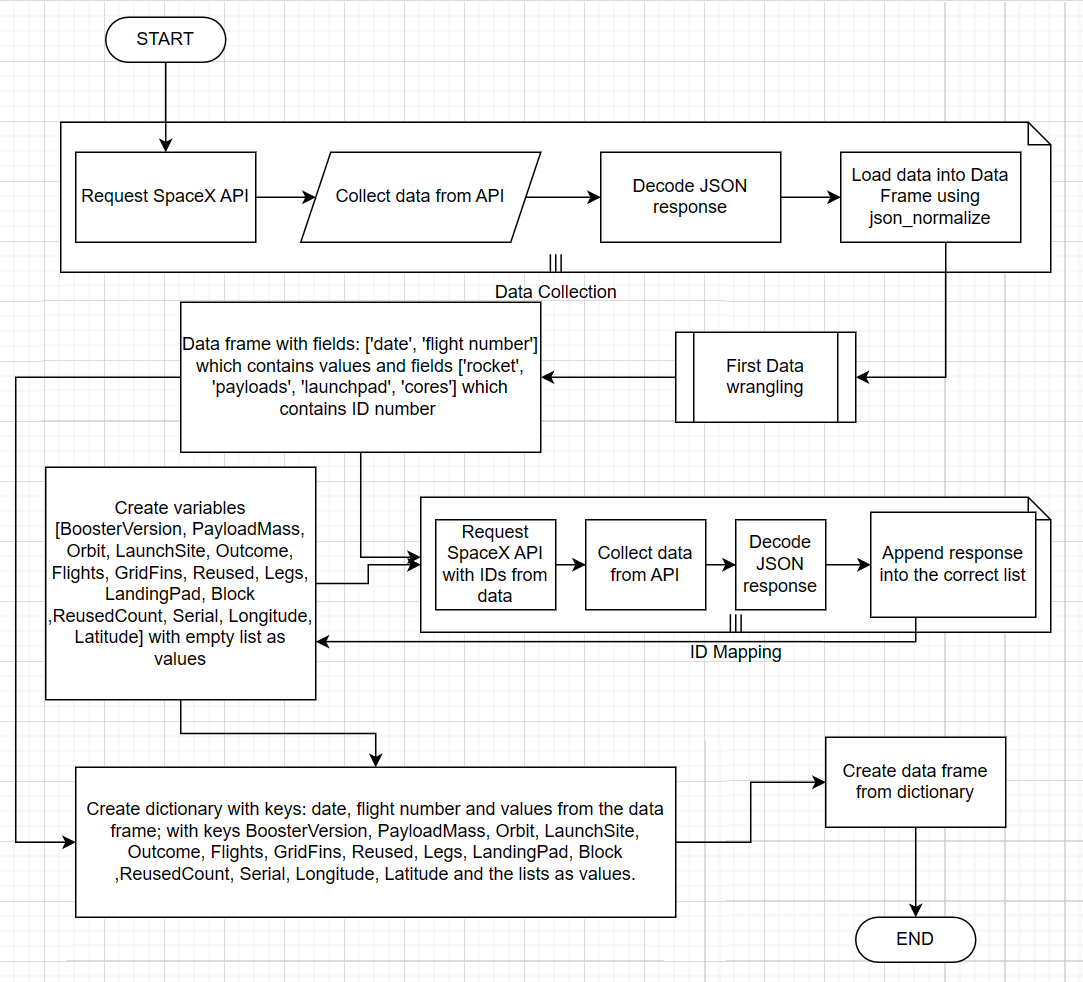 START
Request SpaceX API
Collect data from API
Decode JSON
response
Load data into Data
Frame using
json_normalize
Data Collection
Data frame with fields: ['date', 'flight number']
which contains values and fields ['rocket',
'payloads', 'launchpad', 'cores'] which
contains ID number
First Data
wrangling
Create variables
[BoosterVersion, PayloadMass,
Orbit, LaunchSite, Outcome,
Flights, GridFins, Reused, Legs,
LandingPad, Block
,ReusedCount, Serial, Longitude,
Latitude] with empty list as
values
Request
SpaceX API
with IDs from
data
Collect data
from API
Decode
JSON
response
Append response
into the correct list
ID Mapping
Create dictionary with keys: date, flight number and values from the data
frame; with keys BoosterVersion, PayloadMass, Orbit, LaunchSite,
Outcome, Flights, GridFins, Reused, Legs, LandingPad, Block
,ReusedCount, Serial, Longitude, Latitude and the lists as values.
Create data frame
from dictionary
END